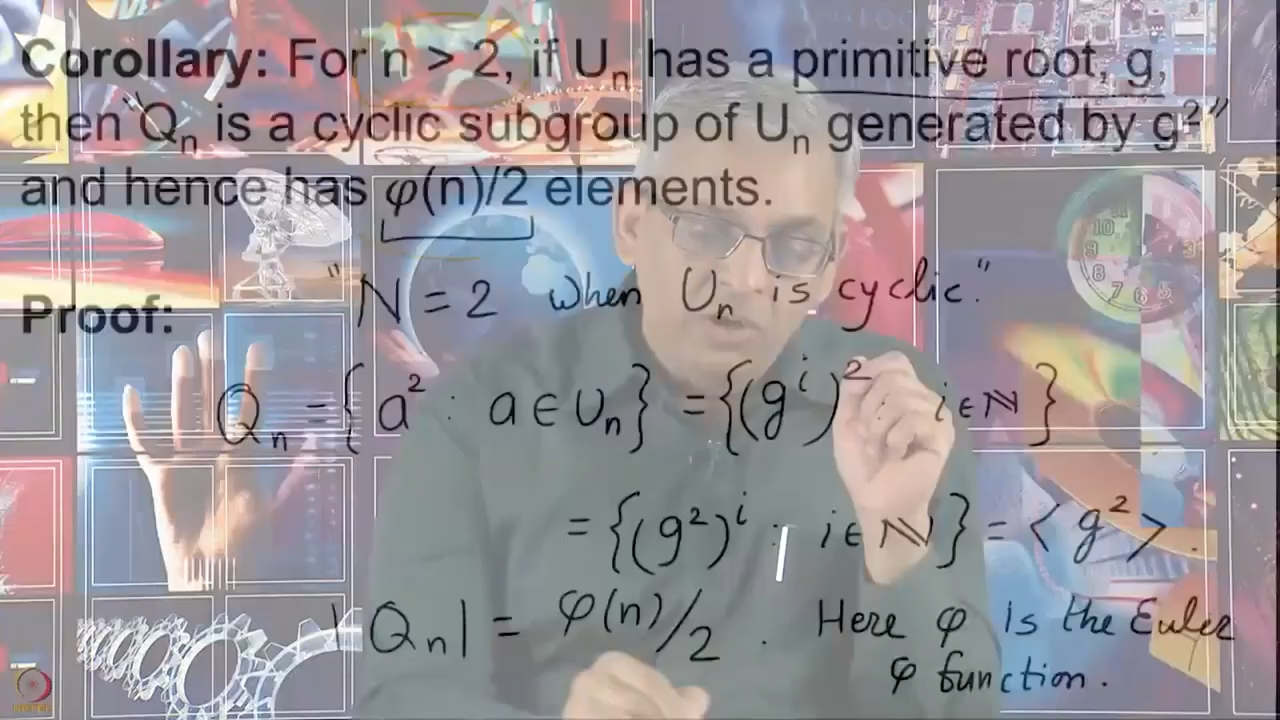 Corollary: For n > 2, if Uₙ has a primitive root, g,
then "Qₙ is a cyclic subgroup of Uₙ generated by g²"
and hence has φ(n)/2 elements.
"N = 2 when Uₙ is cyclic."
Proof:
Qₙ = {a² : a ∈ Uₙ} = {(gⁱ)² i ∈ ℕ}
= {(g²)ⁱ : i ∈ ℕ} = <g²>.
|Qₙ| = φ(n)/2 . Here φ is the Euler
φ function.
NPTEL